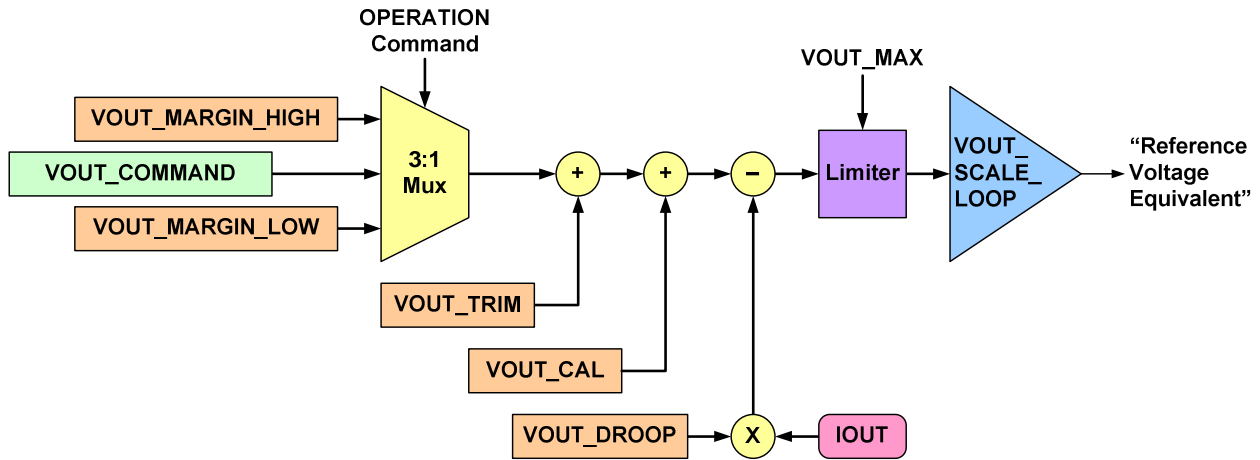 OPERATION
Command
VOUT_MAX
VOUT_MARGIN_HIGH
VOUT_COMMAND
VOUT_MARGIN_LOW
3:1
Mux
+
+
−
Limiter
VOUT_
SCALE_
LOOP
“Reference
Voltage
Equivalent”
VOUT_TRIM
VOUT_CAL
VOUT_DROOP
X
IOUT